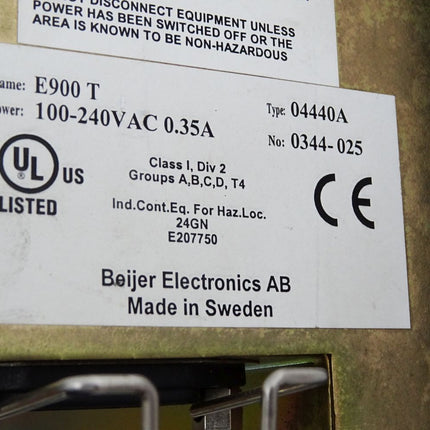 DISCONNECT EQUIPMENT UNLESS
POWER HAS BEEN SWITCHED OFF OR THE
AREA IS KNOWN TO BE NON-HAZARDOUS
ame: E900 T
Type: 04440A
ower: 100-240VAC 0.35A
No: 0344-025
UL ® US
LISTED
Class I, Div 2
Groups A,B,C,D, T4
Ind.Cont.Eq. For Haz.Loc.
24GN
E207750
CE
Beijer Electronics AB
Made in Sweden